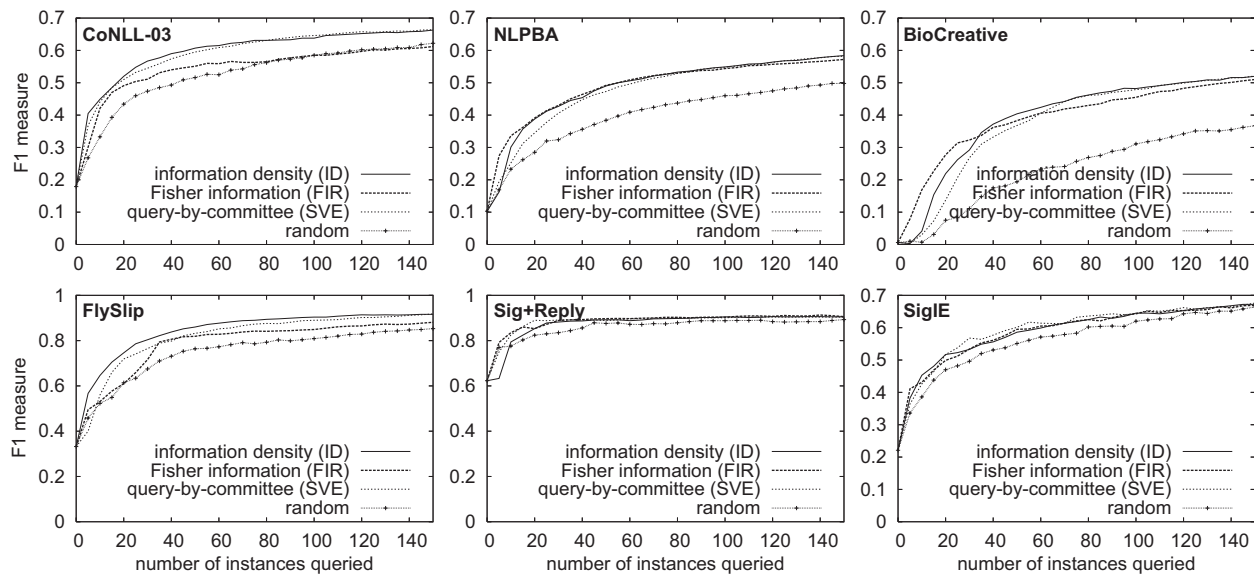 CoNLL-03
F1 measure
0.7
0.6
0.5
0.4
0.3
0.2
0.1
0
information density (ID)
Fisher information (FIR)
query-by-committee (SVE)
random
0 20 40 60 80 100 120 140
NLPBA
0.7
0.6
0.5
0.4
0.3
0.2
0.1
0
information density (ID)
Fisher information (FIR)
query-by-committee (SVE)
random
0 20 40 60 80 100 120 140
BioCreative
0.7
0.6
0.5
0.4
0.3
0.2
0.1
0
information density (ID)
Fisher information (FIR)
query-by-committee (SVE)
random
0 20 40 60 80 100 120 140
FlySlip
F1 measure
1
0.8
0.6
0.4
0.2
0
information density (ID)
Fisher information (FIR)
query-by-committee (SVE)
random
0 20 40 60 80 100 120 140
number of instances queried
Sig+Reply
1
0.8
0.6
0.4
0.2
0
information density (ID)
Fisher information (FIR)
query-by-committee (SVE)
random
0 20 40 60 80 100 120 140
number of instances queried
SigIE
0.7
0.6
0.5
0.4
0.3
0.2
0.1
0
information density (ID)
Fisher information (FIR)
query-by-committee (SVE)
random
0 20 40 60 80 100 120 140
number of instances queried